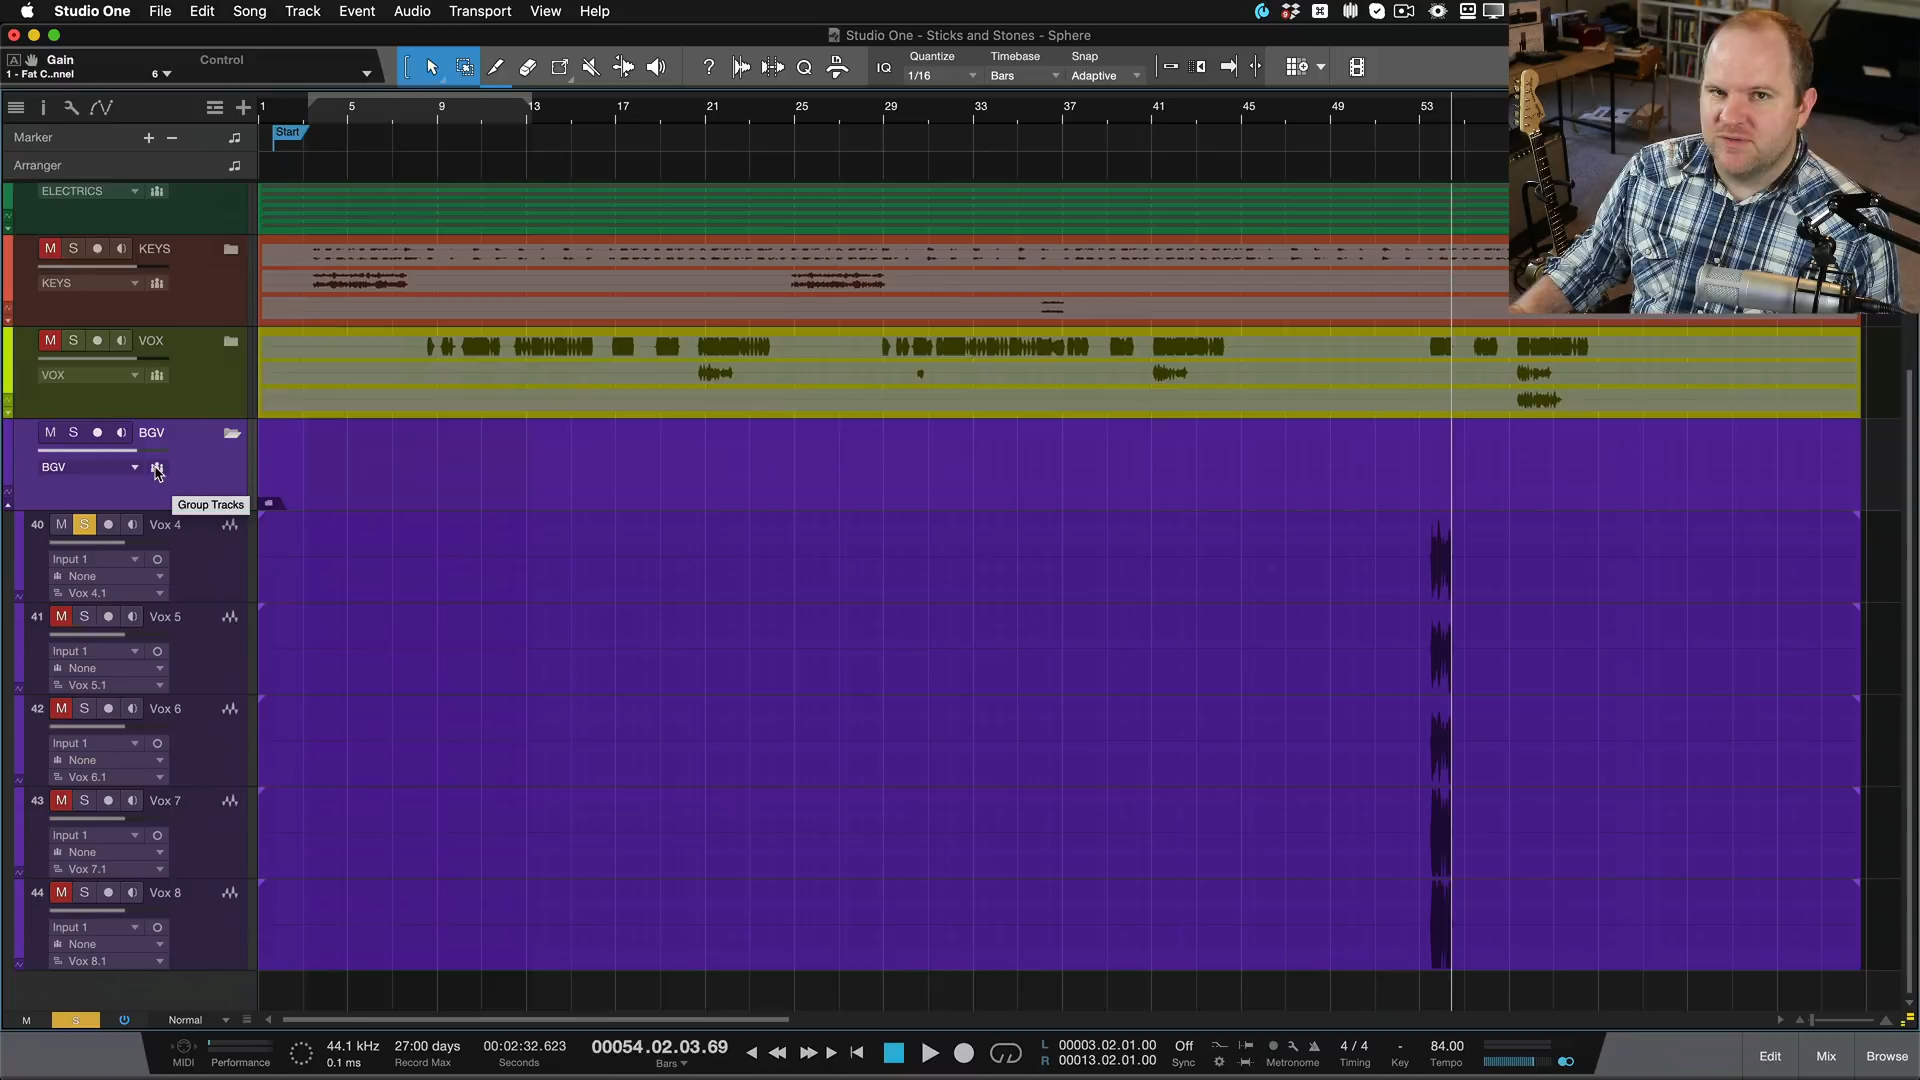 Studio One File Edit Song Track Event Audio Transport View Options Help
Studio One - Sticks and Stones - Sphere
Gain Control
1 - Fat C..nnel 6
IQ Quantize Timebase Snap
1/16 Bars Adaptive
1 5 9 13 17 21 25 29 33 37 41 45 49 53
Marker Start
Arranger
ELECTRICS
M S KEYS
KEYS
M S VOX
VOX
M S BGV
BGV
Group Tracks
40 M S Vox 4
Input 1
None
Vox 4.1
41 M S Vox 5
Input 1
None
Vox 5.1
42 M S Vox 6
Input 1
None
Vox 6.1
43 M S Vox 7
Input 1
None
Vox 7.1
44 M S Vox 8
Input 1
None
Vox 8.1
M S Normal
MIDI Performance 44.1 kHz 0.1 ms 27:00 days Record Max 00:02:32.623 Seconds 00054.02.03.69 Bars L 00003.02.01.00 R 00013.02.01.00 Off Sync Metronome 4 / 4 Timing - Key 84.00 Tempo Edit Mix Browse